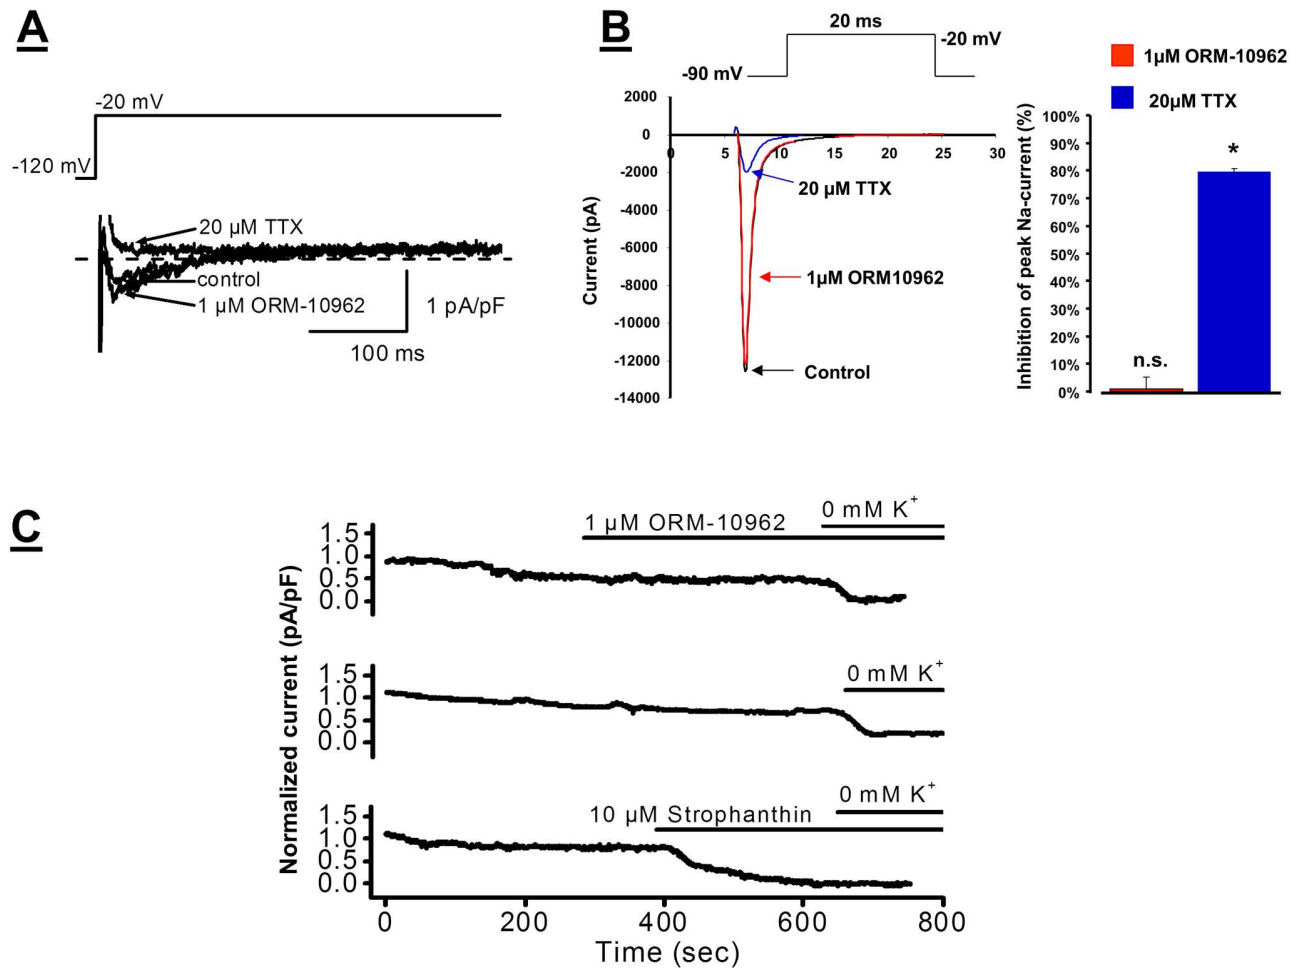 A
-20 mV
-120 mV
20 µM TTX
control
1 µM ORM-10962
1 pA/pF
100 ms
B
20 ms
-20 mV
-90 mV
2000
0
-2000
-4000
-6000
-8000
-10000
-12000
-14000
0 5 10 15 20 25 30
Current (pA)
20 µM TTX
1µM ORM10962
Control
1µM ORM-10962
20µM TTX
Inhibition of peak Na-current (%)
100%
90%
80%
70%
60%
50%
40%
30%
20%
10%
0%
n.s.
*
C
Normalized current (pA/pF)
1 µM ORM-10962
0 mM K+
1.5
1.0
0.5
0.0
0 mM K+
1.5
1.0
0.5
0.0
10 µM Strophanthin
0 mM K+
1.5
1.0
0.5
0.0
0 200 400 600 800
Time (sec)